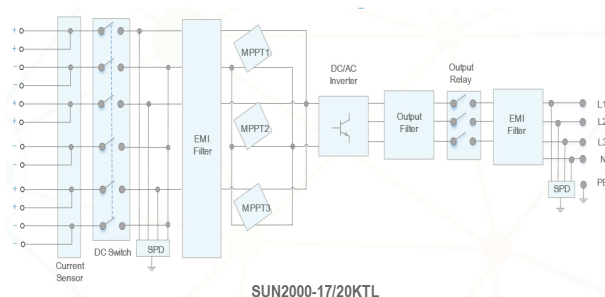 +
+
-
-
+
+
-
-
+
+
-
-
Current
Sensor
DC Switch
SPD
EMI
Filter
MPPT1
MPPT2
MPPT3
DC/AC
Inverter
Output
Filter
Output
Relay
EMI
Filter
SPD
L1
L2
L3
N
PE
SUN2000-17/20KTL